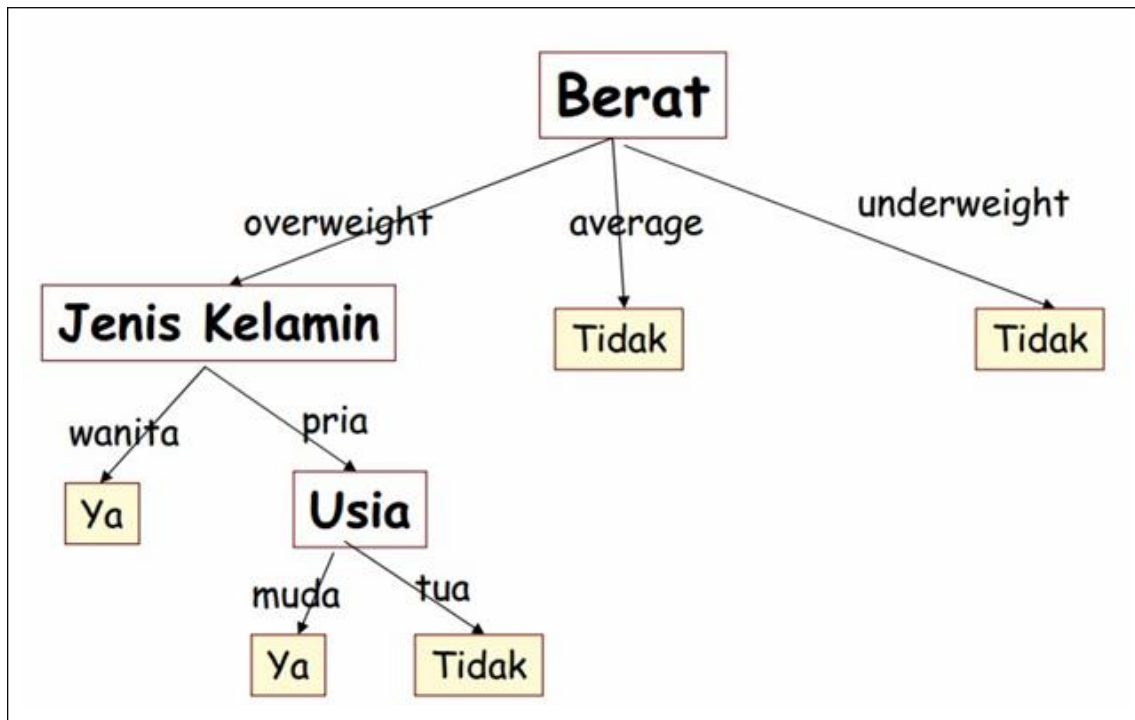 Berat
overweight
average
underweight
Jenis Kelamin
Tidak
Tidak
wanita
pria
Ya
Usia
muda
tua
Ya
Tidak